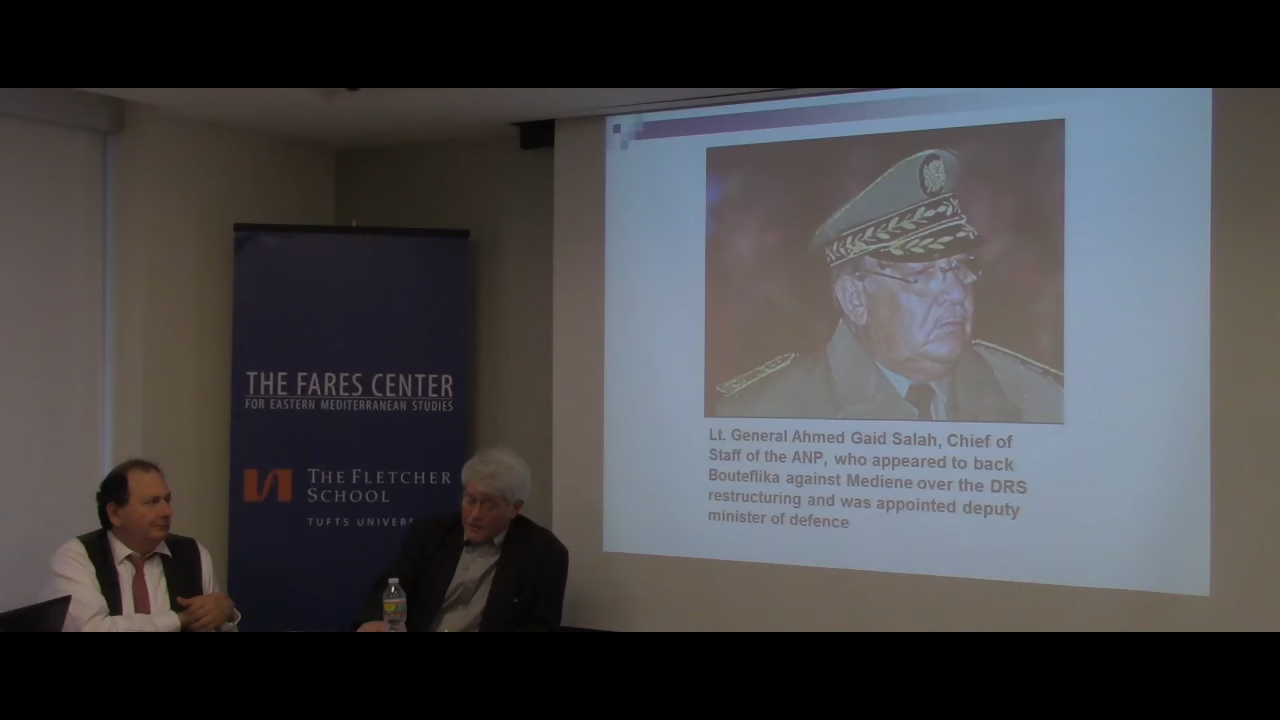 THE FARES CENTER
FOR EASTERN MEDITERRANEAN STUDIES
THE FLETCHER
SCHOOL
TUFTS UNIVER
Lt. General Ahmed Gaid Salah, Chief of
Staff of the ANP, who appeared to back
Bouteflika against Mediene over the DRS
restructuring and was appointed deputy
minister of defence